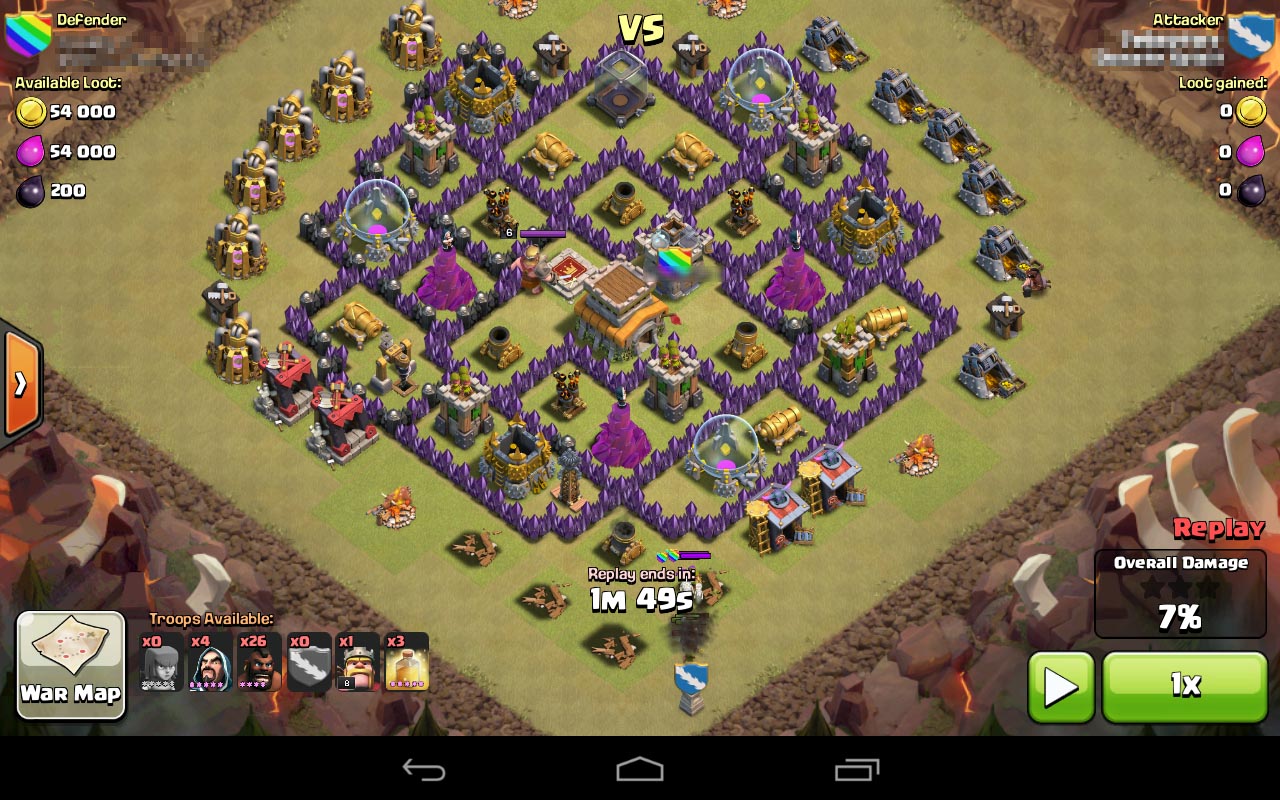 Defender
VS
Attacker
Available Loot:
54 000
54 000
200
Loot gained:
0
0
0
6
Replay ends in:
1M 49s
Replay
Overall Damage
7%
Troops Available:
x0
x4
x26
x0
x1
x3
8
War Map
1x